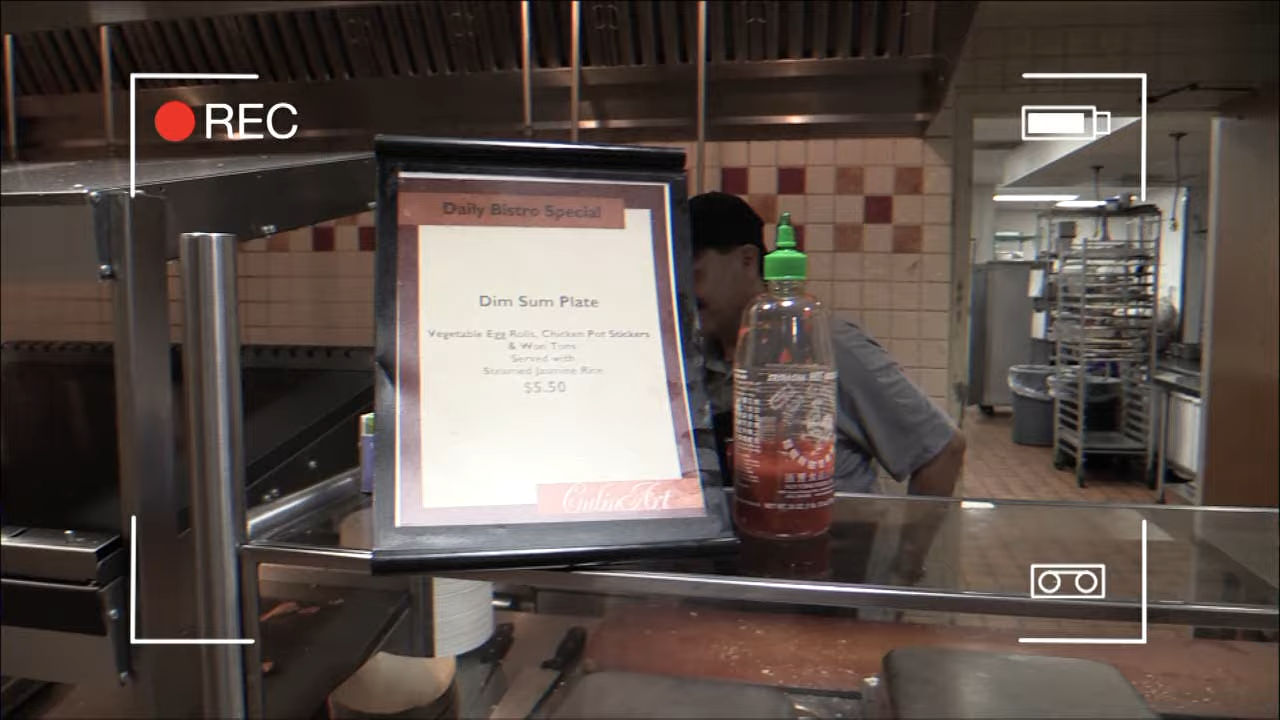 REC
Daily Bistro Special
Dim Sum Plate
Vegetable Egg Rolls, Chicken Pot Stickers
& Won Tons
Served with
Steamed Jasmine Rice
$5.50
CulinArt